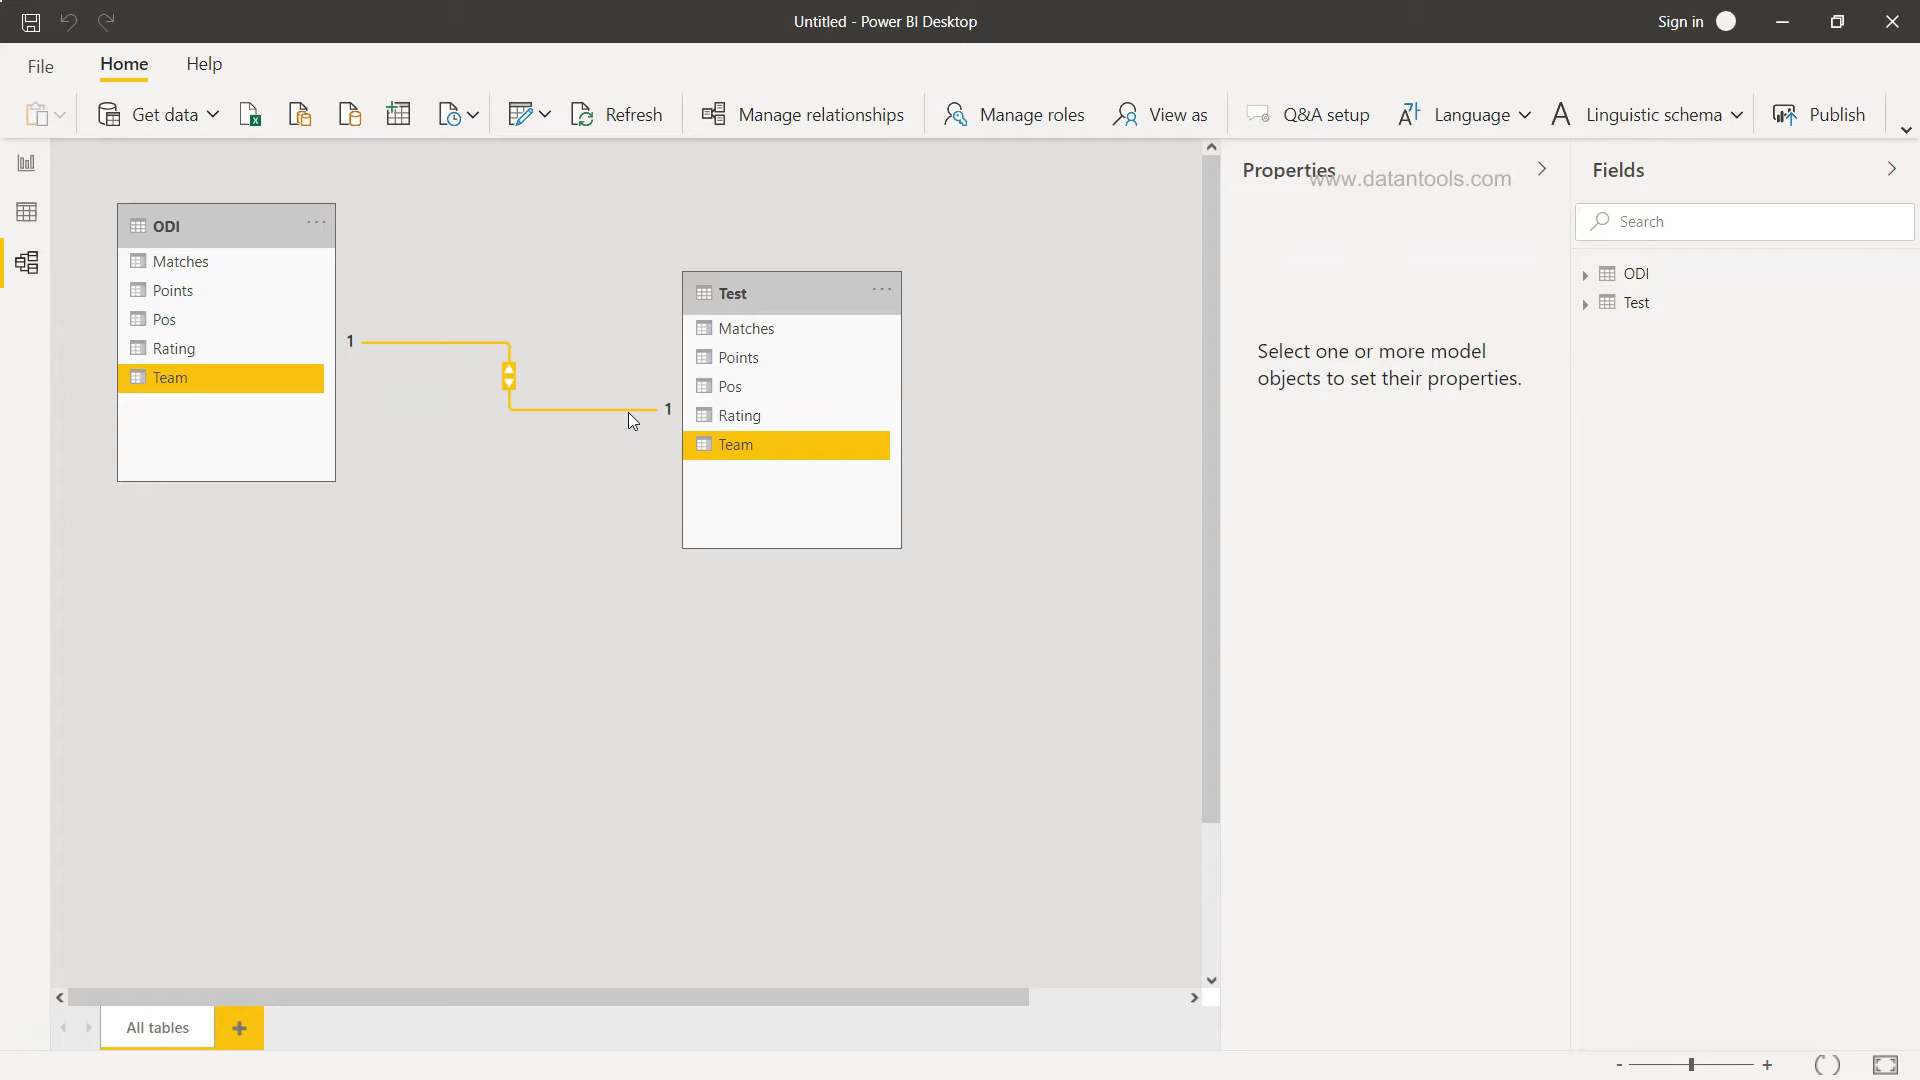 Untitled - Power BI Desktop
Sign in
File
Home
Help
Get data
Refresh
Manage relationships
Manage roles
View as
Q&A setup
Language
Linguistic schema
Publish
ODI
Matches
Points
Pos
Rating
Team
1
1
Test
Matches
Points
Pos
Rating
Team
Properties
www.datantools.com
Select one or more model
objects to set their properties.
Fields
Search
ODI
Test
All tables